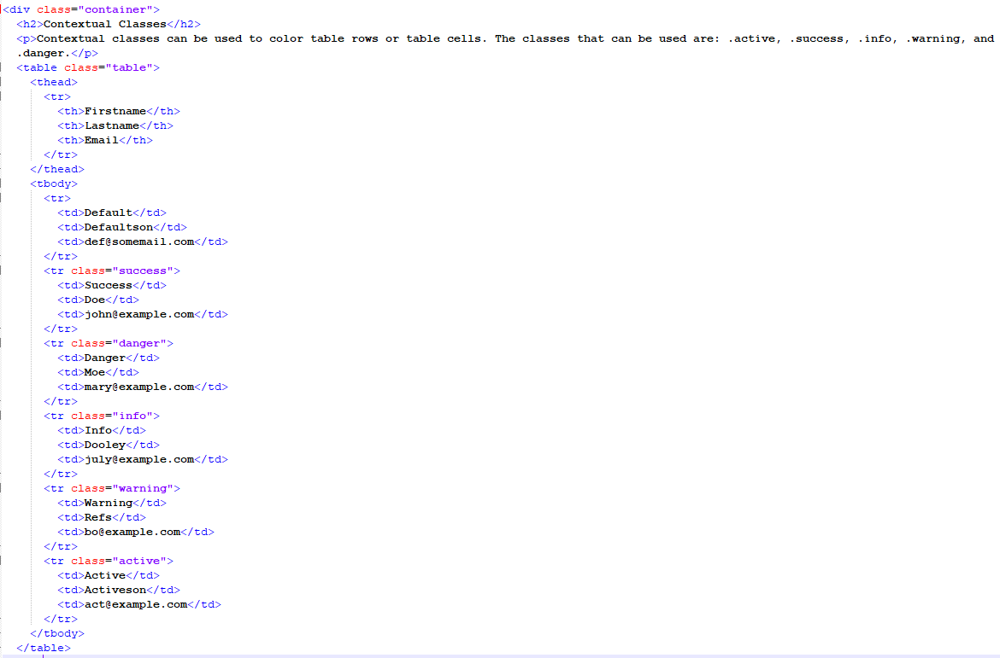 <div class="container">
<h2>Contextual Classes</h2>
<p>Contextual classes can be used to color table rows or table cells. The classes that can be used are: .active, .success, .info, .warning, and
.danger.</p>
<table class="table">
<thead>
<tr>
<th>Firstname</th>
<th>Lastname</th>
<th>Email</th>
</tr>
</thead>
<tbody>
<tr>
<td>Default</td>
<td>Defaultson</td>
<td>def@somemail.com</td>
</tr>
<tr class="success">
<td>Success</td>
<td>Doe</td>
<td>john@example.com</td>
</tr>
<tr class="danger">
<td>Danger</td>
<td>Moe</td>
<td>mary@example.com</td>
</tr>
<tr class="info">
<td>Info</td>
<td>Dooley</td>
<td>july@example.com</td>
</tr>
<tr class="warning">
<td>Warning</td>
<td>Refs</td>
<td>bo@example.com</td>
</tr>
<tr class="active">
<td>Active</td>
<td>Activeson</td>
<td>act@example.com</td>
</tr>
</tbody>
</table>